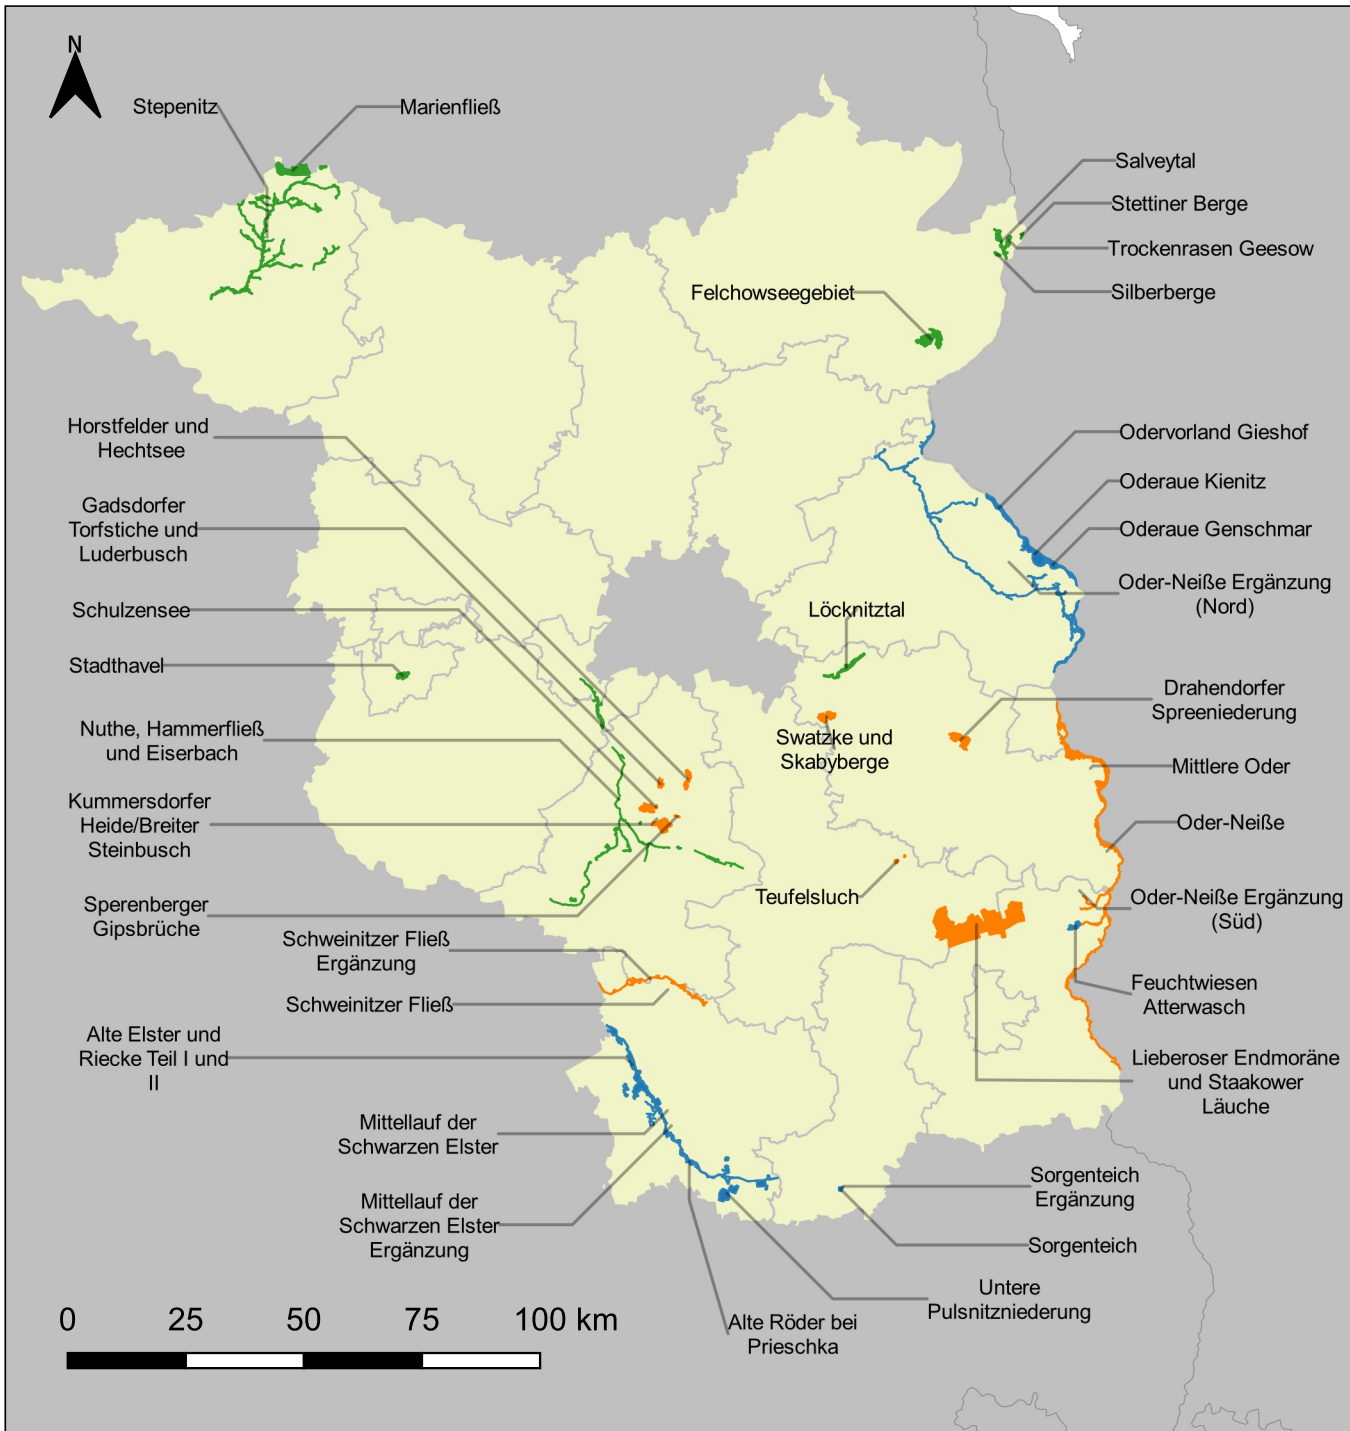 N
Stepenitz
Marienfließ
Salveytal
Stettiner Berge
Trockenrasen Geesow
Silberberge
Felchowseegebiet
Horstfelder und
Hechtsee
Gadsdorfer
Torfstiche und
Luderbusch
Schulzensee
Stadthavel
Nuthe, Hammerfließ
und Eiserbach
Kummersdorfer
Heide/Breiter
Steinbusch
Sperenberger
Gipsbrüche
Schweinitzer Fließ
Ergänzung
Schweinitzer Fließ
Alte Elster und
Riecke Teil I und
II
Mittellauf der
Schwarzen Elster
Mittellauf der
Schwarzen Elster
Ergänzung
Odervorland Gieshof
Oderaue Kienitz
Oderaue Genschmar
Oder-Neiße Ergänzung
(Nord)
Löcknitztal
Drahendorfer
Spreeniederung
Swatzke und
Skabyberge
Mittlere Oder
Oder-Neiße
Teufelsluch
Oder-Neiße Ergänzung
(Süd)
Feuchtwiesen
Atterwasch
Lieberoser Endmoräne
und Staakower
Läuche
Sorgenteich
Ergänzung
Sorgenteich
Untere
Pulsnitzniederung
Alte Röder bei
Prieschka
0 25 50 75 100 km